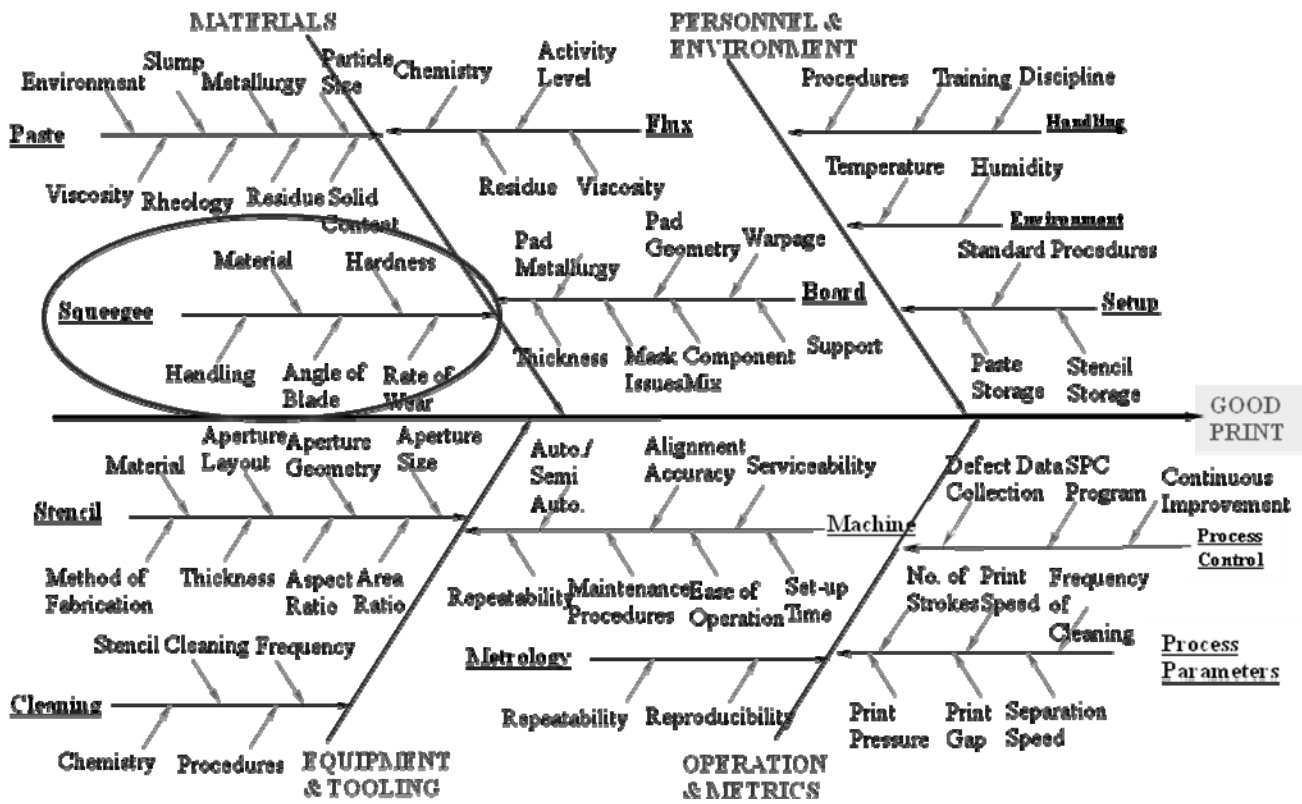 MATERIALS
PERSONNEL &
ENVIRONMENT
Environment
Slump
Metallurgy
Particle
Size
Chemistry
Activity
Level
Paste
Flux
Viscosity
Rheology
Residue
Solid
Content
Residue
Viscosity
Procedures
Training
Discipline
Handling
Temperature
Humidity
Environment
Standard Procedures
Setup
Paste
Storage
Stencil
Storage
Material
Hardness
Squeegee
Handling
Angle of
Blade
Rate of
Wear
Pad
Metallurgy
Pad
Geometry
Warpage
Board
Thickness
Mask
Issues
Component
Mix
Support
GOOD
PRINT
Material
Aperture
Layout
Aperture
Geometry
Aperture
Size
Stencil
Method of
Fabrication
Thickness
Aspect
Ratio
Area
Ratio
Auto./
Semi
Auto.
Alignment
Accuracy
Serviceability
Machine
Repeatability
Maintenance
Procedures
Ease of
Operation
Set-up
Time
Defect Data
Collection
SPC
Program
Continuous
Improvement
Process
Control
No. of
Strokes
Print
Speed
Frequency
of
Cleaning
Process
Parameters
Print
Pressure
Print
Gap
Separation
Speed
Stencil Cleaning
Frequency
Cleaning
Chemistry
Procedures
Metrology
Repeatability
Reproducibility
EQUIPMENT
& TOOLING
OPERATION
& METRICS